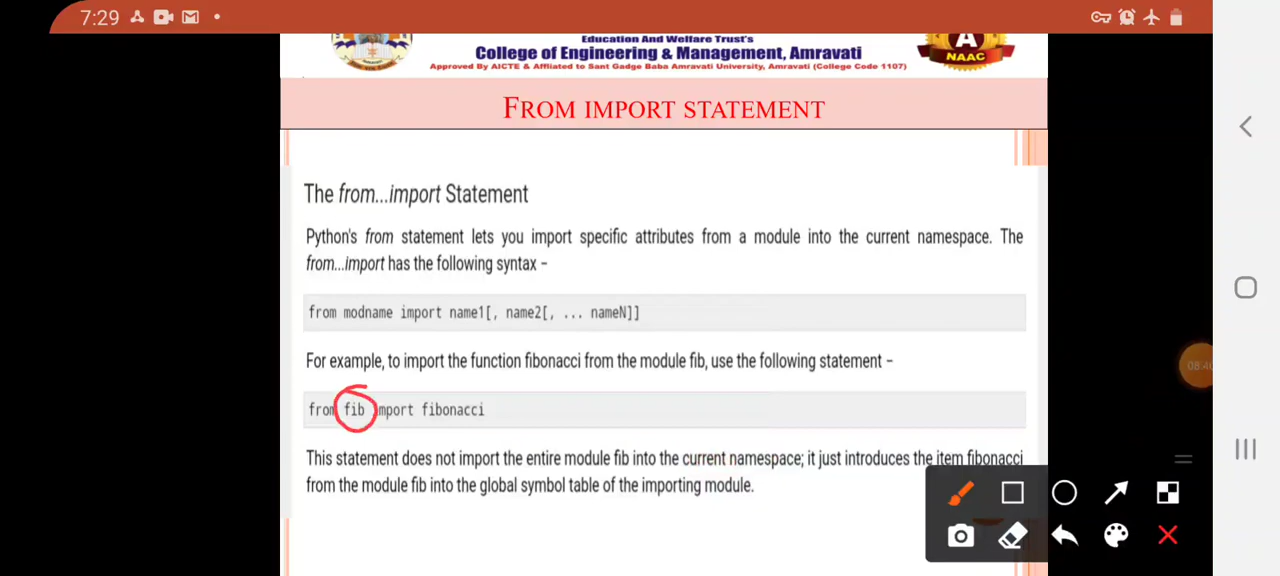 7:29
Education And Welfare Trust's
College of Engineering & Management, Amravati
Approved By AICTE & Affliated to Sant Gadge Baba Amravati University, Amravati (College Code 1107)
A
NAAC
FROM IMPORT STATEMENT
The from...import Statement
Python's from statement lets you import specific attributes from a module into the current namespace. The
from...import has the following syntax –
from modname import name1[, name2[, ... nameN]]
For example, to import the function fibonacci from the module fib, use the following statement –
from fib import fibonacci
This statement does not import the entire module fib into the current namespace; it just introduces the item fibonacci
from the module fib into the global symbol table of the importing module.